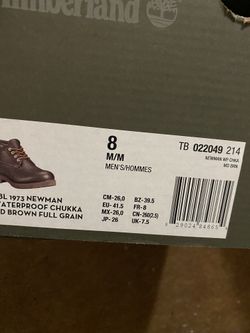 Timberland
8
M/M
MEN'S/HOMMES
TB 022049 214
NEWMAN WP CHKA
MD BRN
BL 1973 NEWMAN
ATERPROOF CHUKKA
D BROWN FULL GRAIN
CM-26,0 BZ-39.5
EU-41.5 FR-8
MX-26,0 CN-260(2.5)
JP-26 UK-7.5